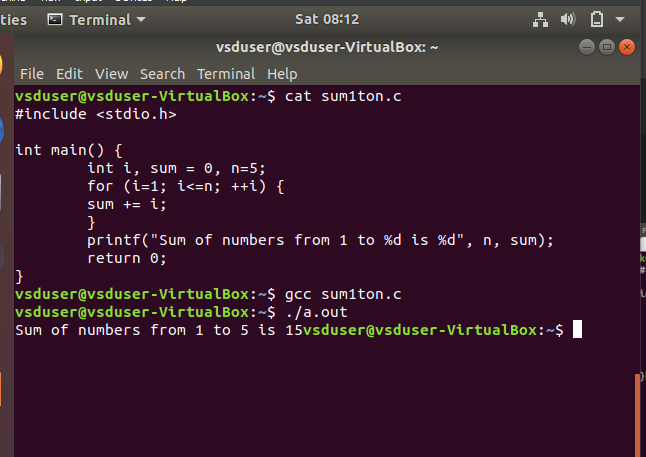 ties Terminal Sat 08:12
vsduser@vsduser-VirtualBox: ~
File Edit View Search Terminal Help
vsduser@vsduser-VirtualBox:~$ cat sum1ton.c
#include <stdio.h>
int main() {
int i, sum = 0, n=5;
for (i=1; i<=n; ++i) {
sum += i;
}
printf("Sum of numbers from 1 to %d is %d", n, sum);
return 0;
}
vsduser@vsduser-VirtualBox:~$ gcc sum1ton.c
vsduser@vsduser-VirtualBox:~$ ./a.out
Sum of numbers from 1 to 5 is 15vsduser@vsduser-VirtualBox:~$